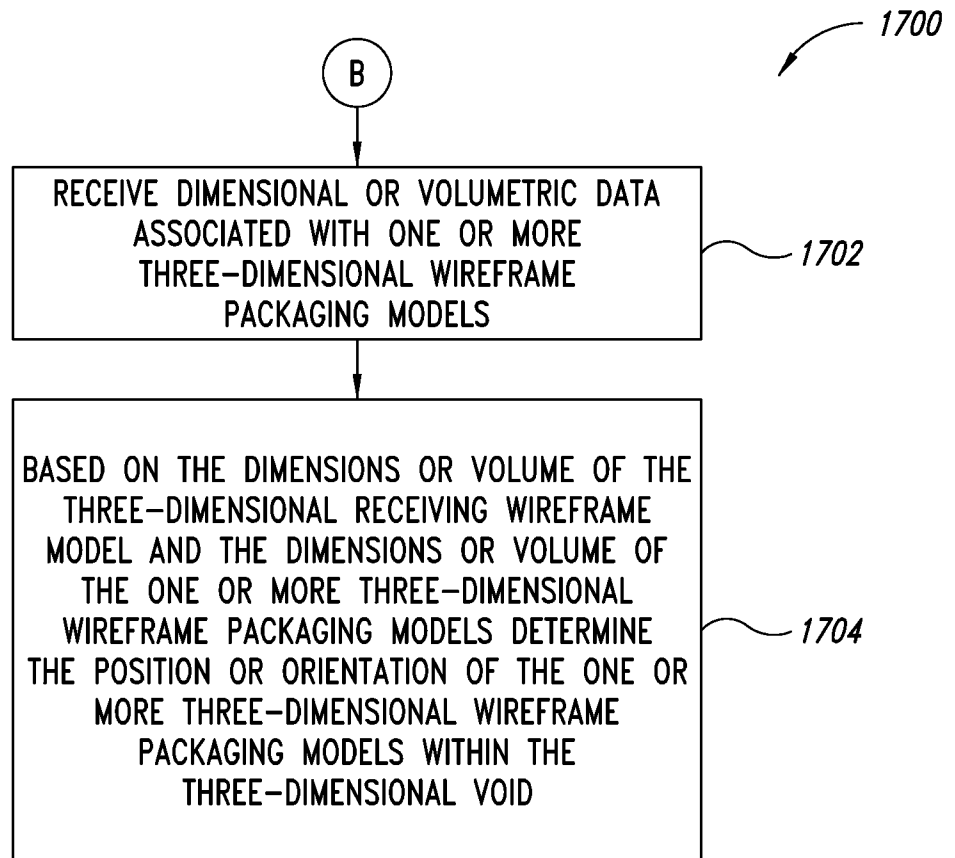 1700
B
RECEIVE DIMENSIONAL OR VOLUMETRIC DATA
ASSOCIATED WITH ONE OR MORE
THREE-DIMENSIONAL WIREFRAME
PACKAGING MODELS
1702
BASED ON THE DIMENSIONS OR VOLUME OF THE
THREE-DIMENSIONAL RECEIVING WIREFRAME
MODEL AND THE DIMENSIONS OR VOLUME OF
THE ONE OR MORE THREE-DIMENSIONAL
WIREFRAME PACKAGING MODELS DETERMINE
THE POSITION OR ORIENTATION OF THE ONE OR
MORE THREE-DIMENSIONAL WIREFRAME
PACKAGING MODELS WITHIN THE
THREE-DIMENSIONAL VOID
1704